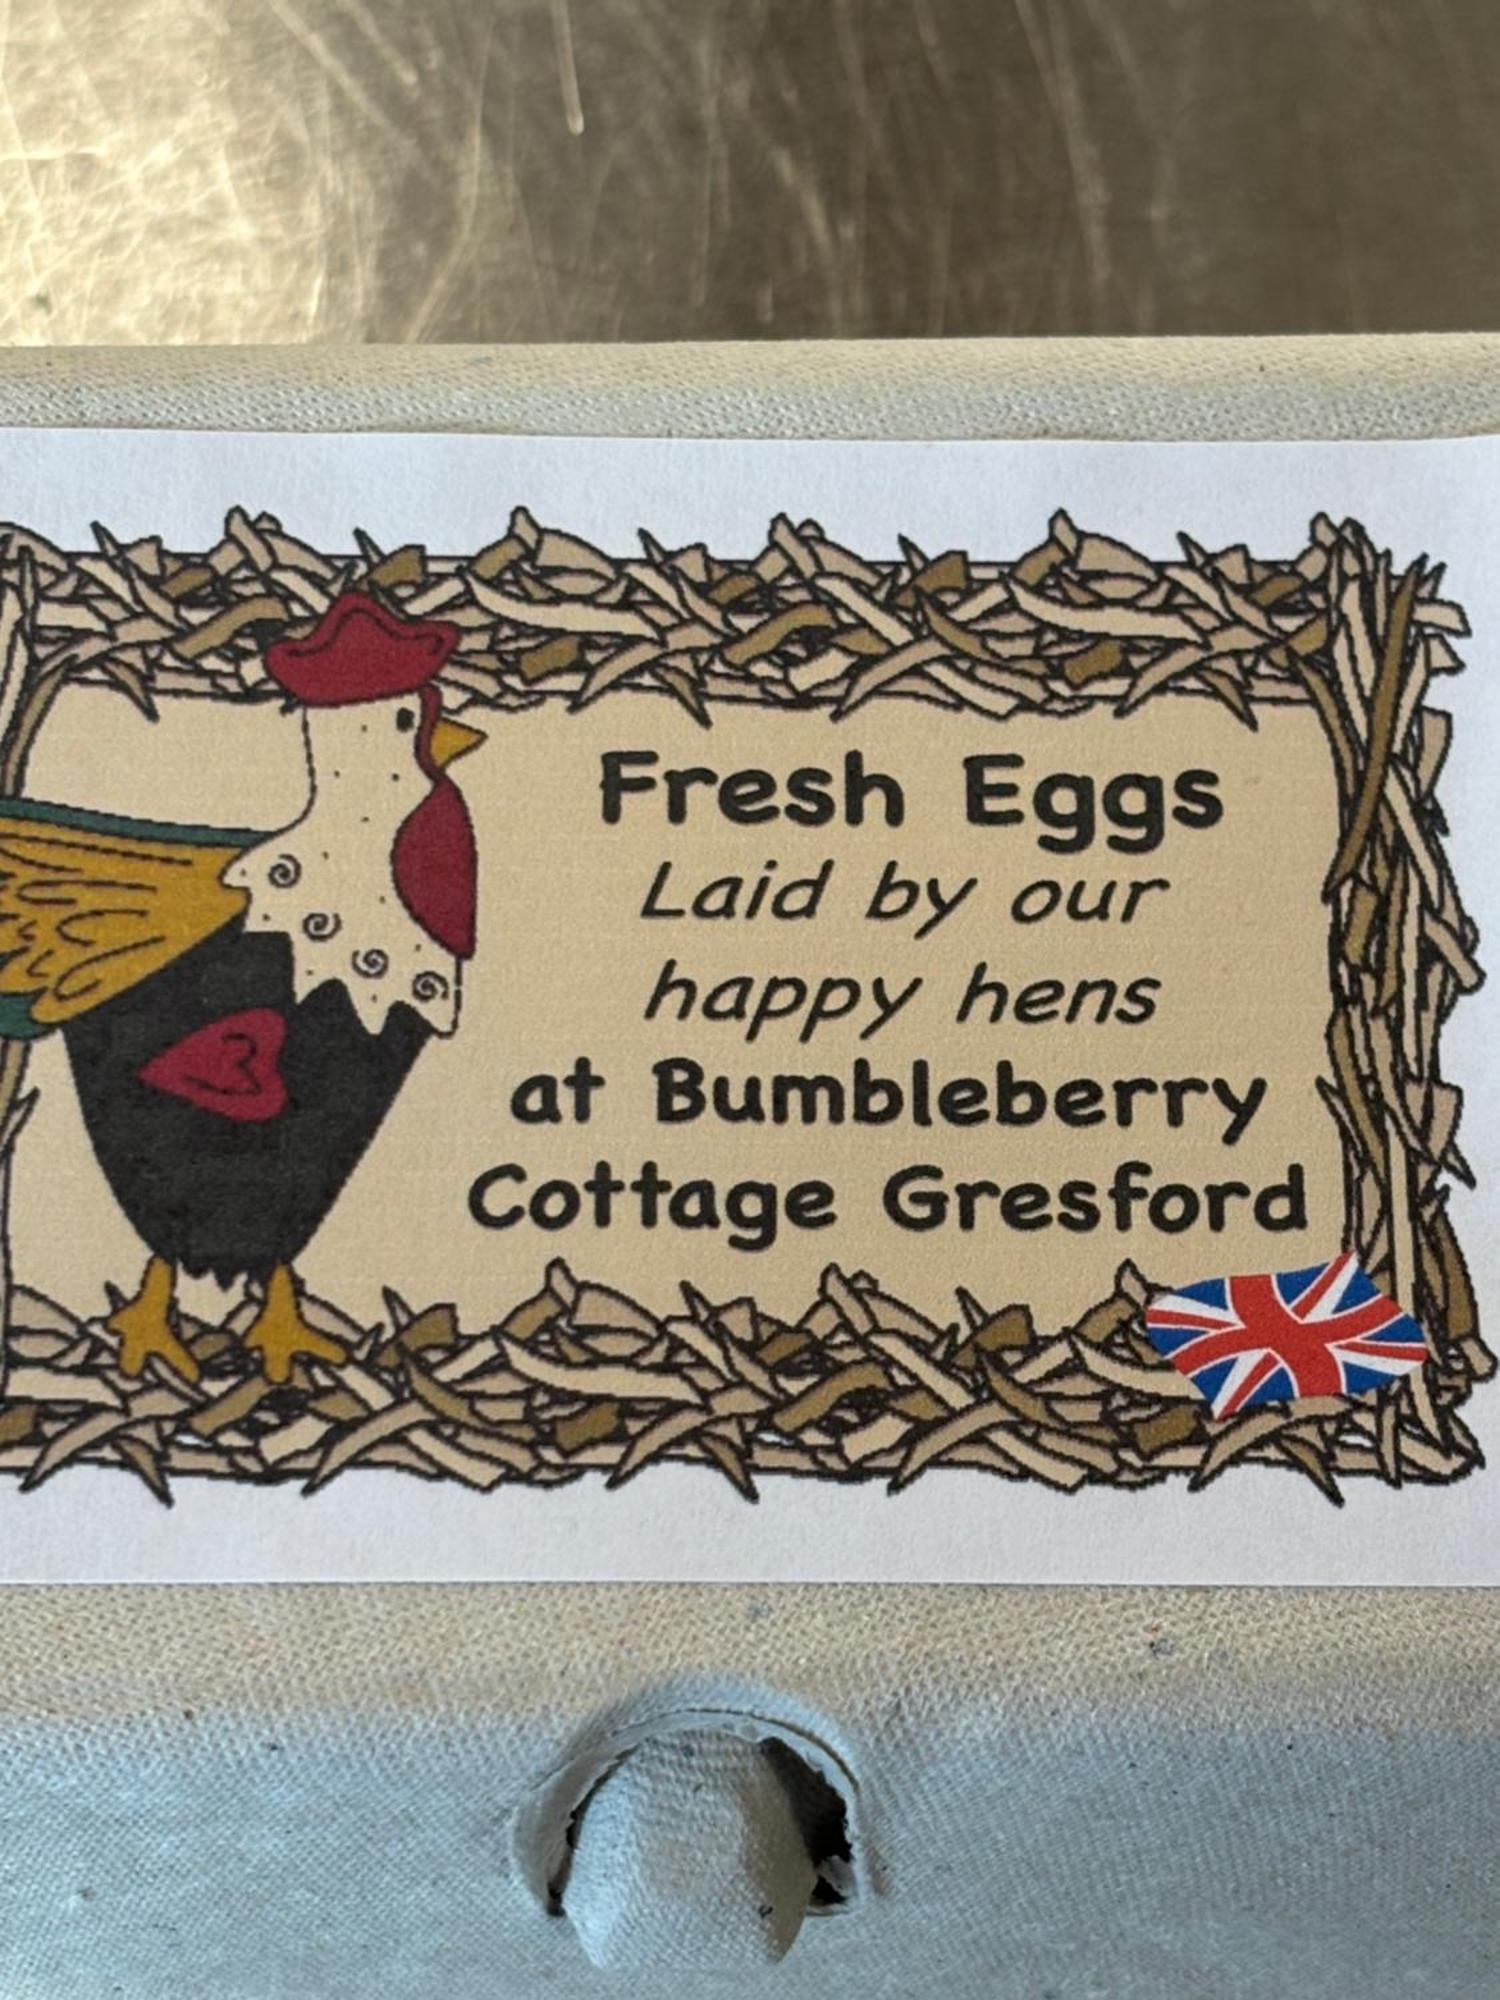 Fresh Eggs
Laid by our
happy hens
at Bumbleberry
Cottage Gresford